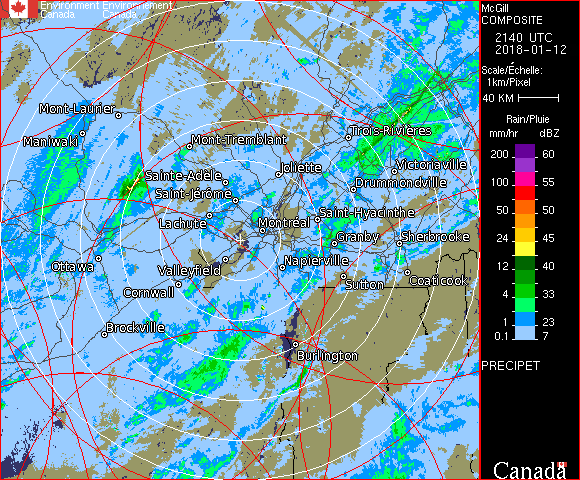 Environment Environnement
Canada Canada
McGill
COMPOSITE
2140 UTC
2018-01-12
Scale/Échelle:
1km/Pixel
40 KM
Rain/Pluie
mm/hr dBZ
200 60
100 55
50 50
24 45
12 40
4 33
1 23
0.1 7
PRECIPET
Canada
Mont-Laurier
Maniwaki
Mont-Tremblant
Trois-Rivières
Sainte-Adèle
Joliette
Victoriaville
Saint-Jérôme
Drummondville
Lachute
Montréal
Saint-Hyacinthe
Granby
Sherbrooke
Ottawa
Valleyfield
Napierville
Cornwall
Sutton
Coaticook
Brockville
Burlington